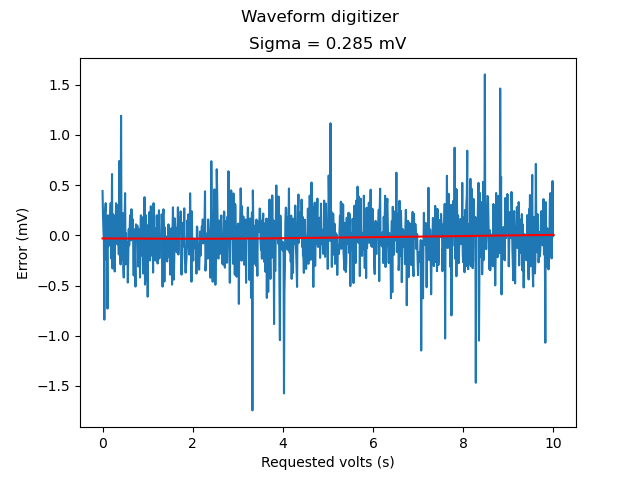 Waveform digitizer
Sigma = 0.285 mV
1.5
1.0
0.5
0.0
−0.5
−1.0
−1.5
Error (mV)
0 2 4 6 8 10
Requested volts (s)